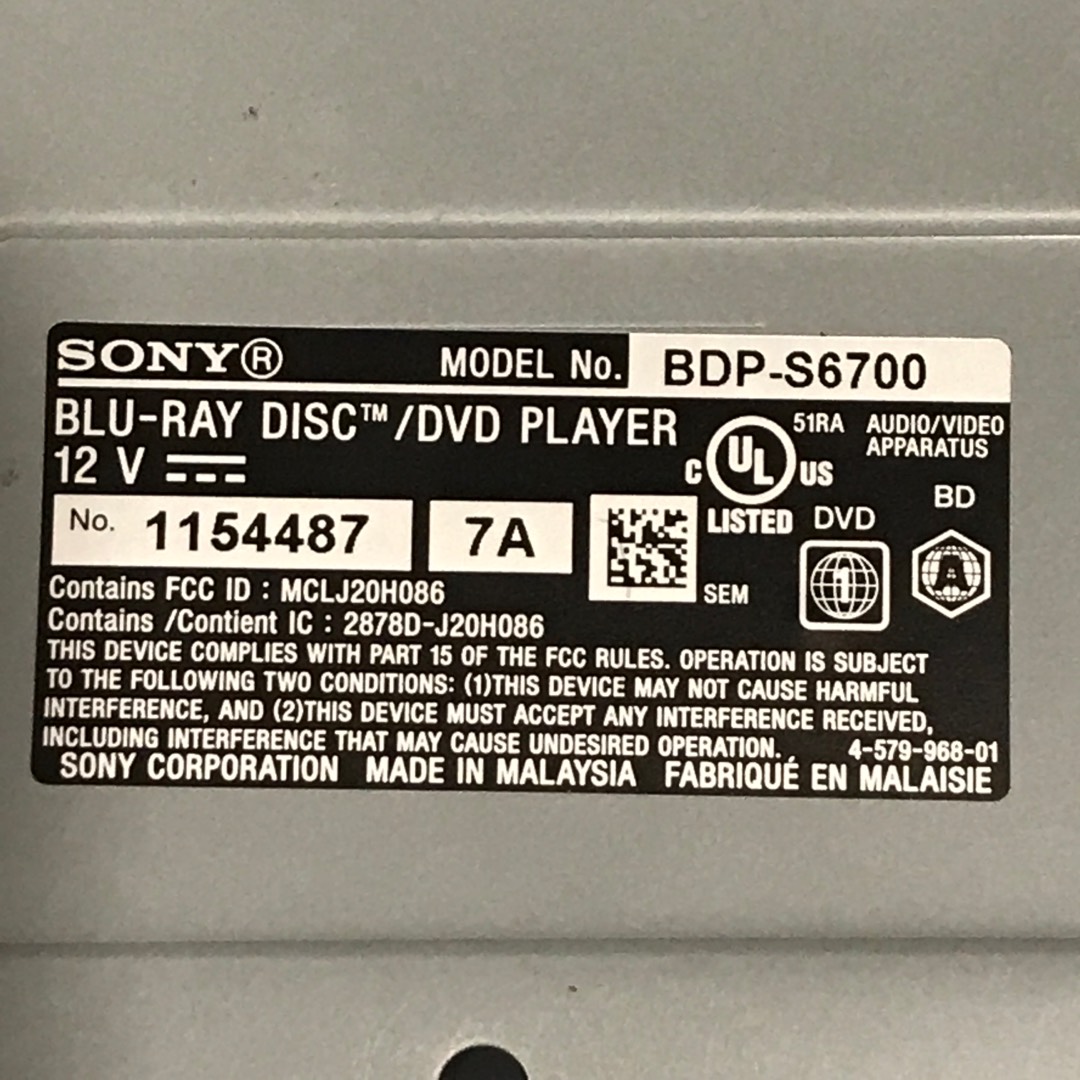 SONY® MODEL No. BDP-S6700
BLU-RAY DISC™/DVD PLAYER
12 V
C UL US
LISTED
51RA AUDIO/VIDEO
APPARATUS
No. 1154487 7A
SEM
DVD
1
BD
A
Contains FCC ID : MCLJ20H086
Contains /Contient IC : 2878D-J20H086
THIS DEVICE COMPLIES WITH PART 15 OF THE FCC RULES. OPERATION IS SUBJECT
TO THE FOLLOWING TWO CONDITIONS: (1)THIS DEVICE MAY NOT CAUSE HARMFUL
INTERFERENCE, AND (2)THIS DEVICE MUST ACCEPT ANY INTERFERENCE RECEIVED,
INCLUDING INTERFERENCE THAT MAY CAUSE UNDESIRED OPERATION. 4-579-968-01
SONY CORPORATION MADE IN MALAYSIA FABRIQUÉ EN MALAISIE